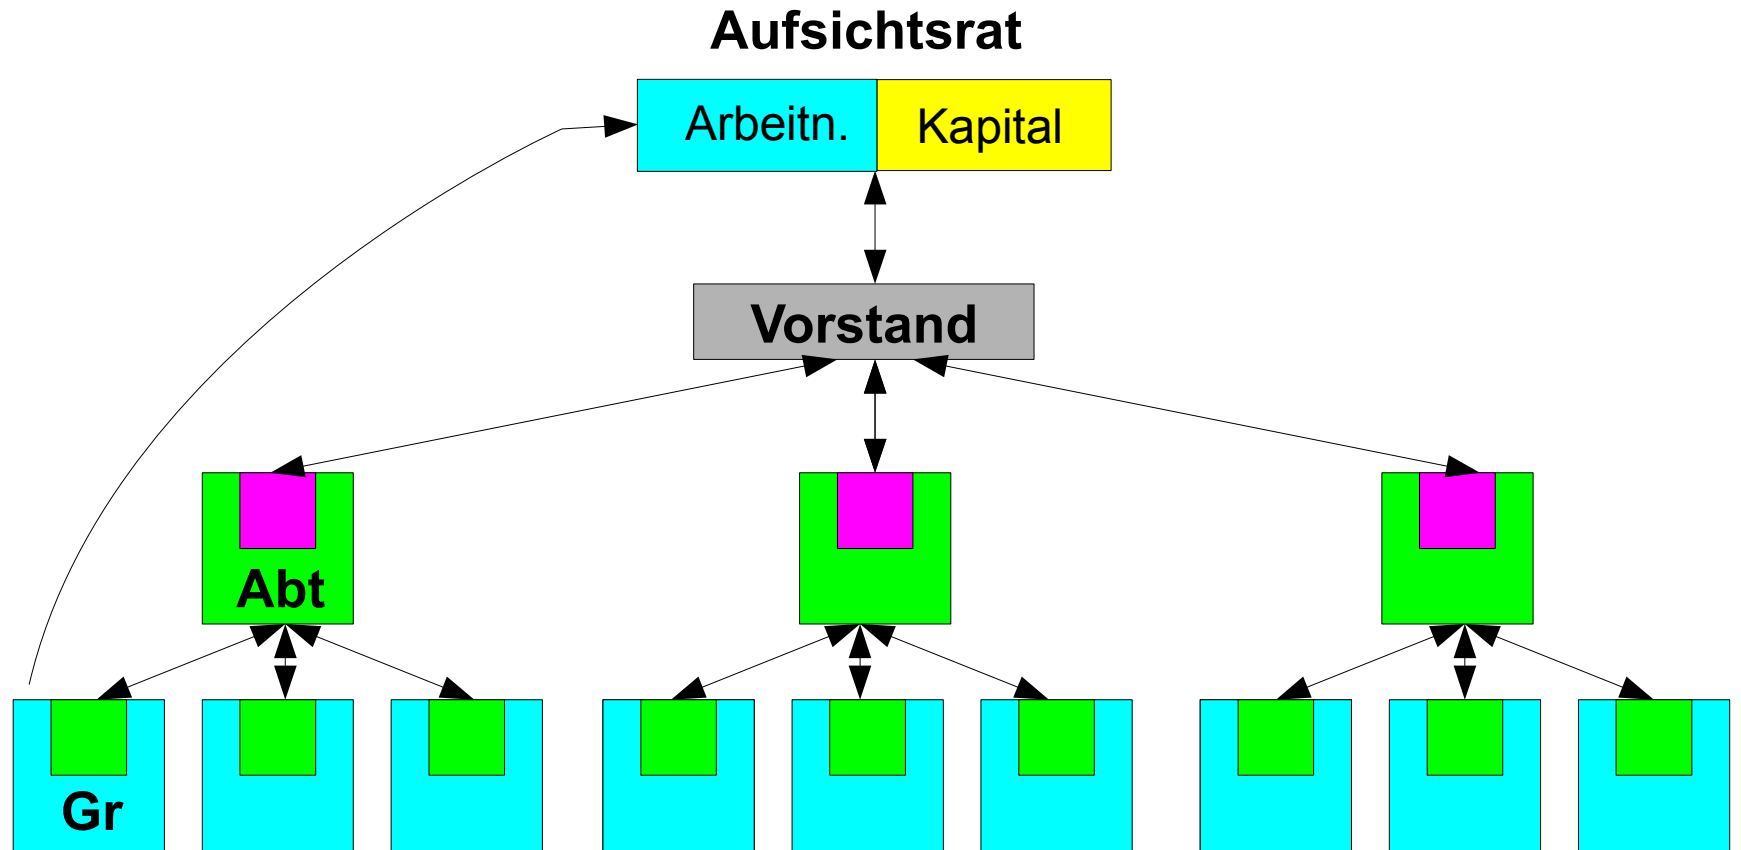 Aufsichtsrat
Arbeitn. Kapital
Vorstand
Abt
Gr